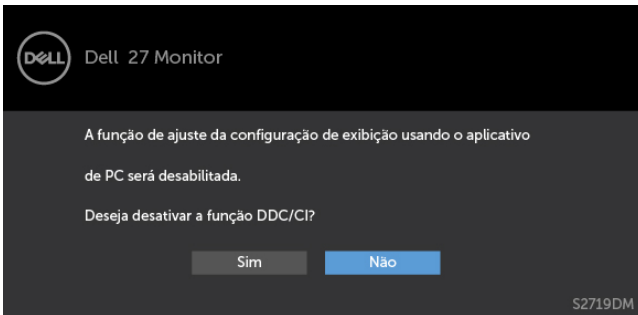 DELL
Dell 27 Monitor
A função de ajuste da configuração de exibição usando o aplicativo
de PC será desabilitada.
Deseja desativar a função DDC/CI?
Sim Não
S2719DM